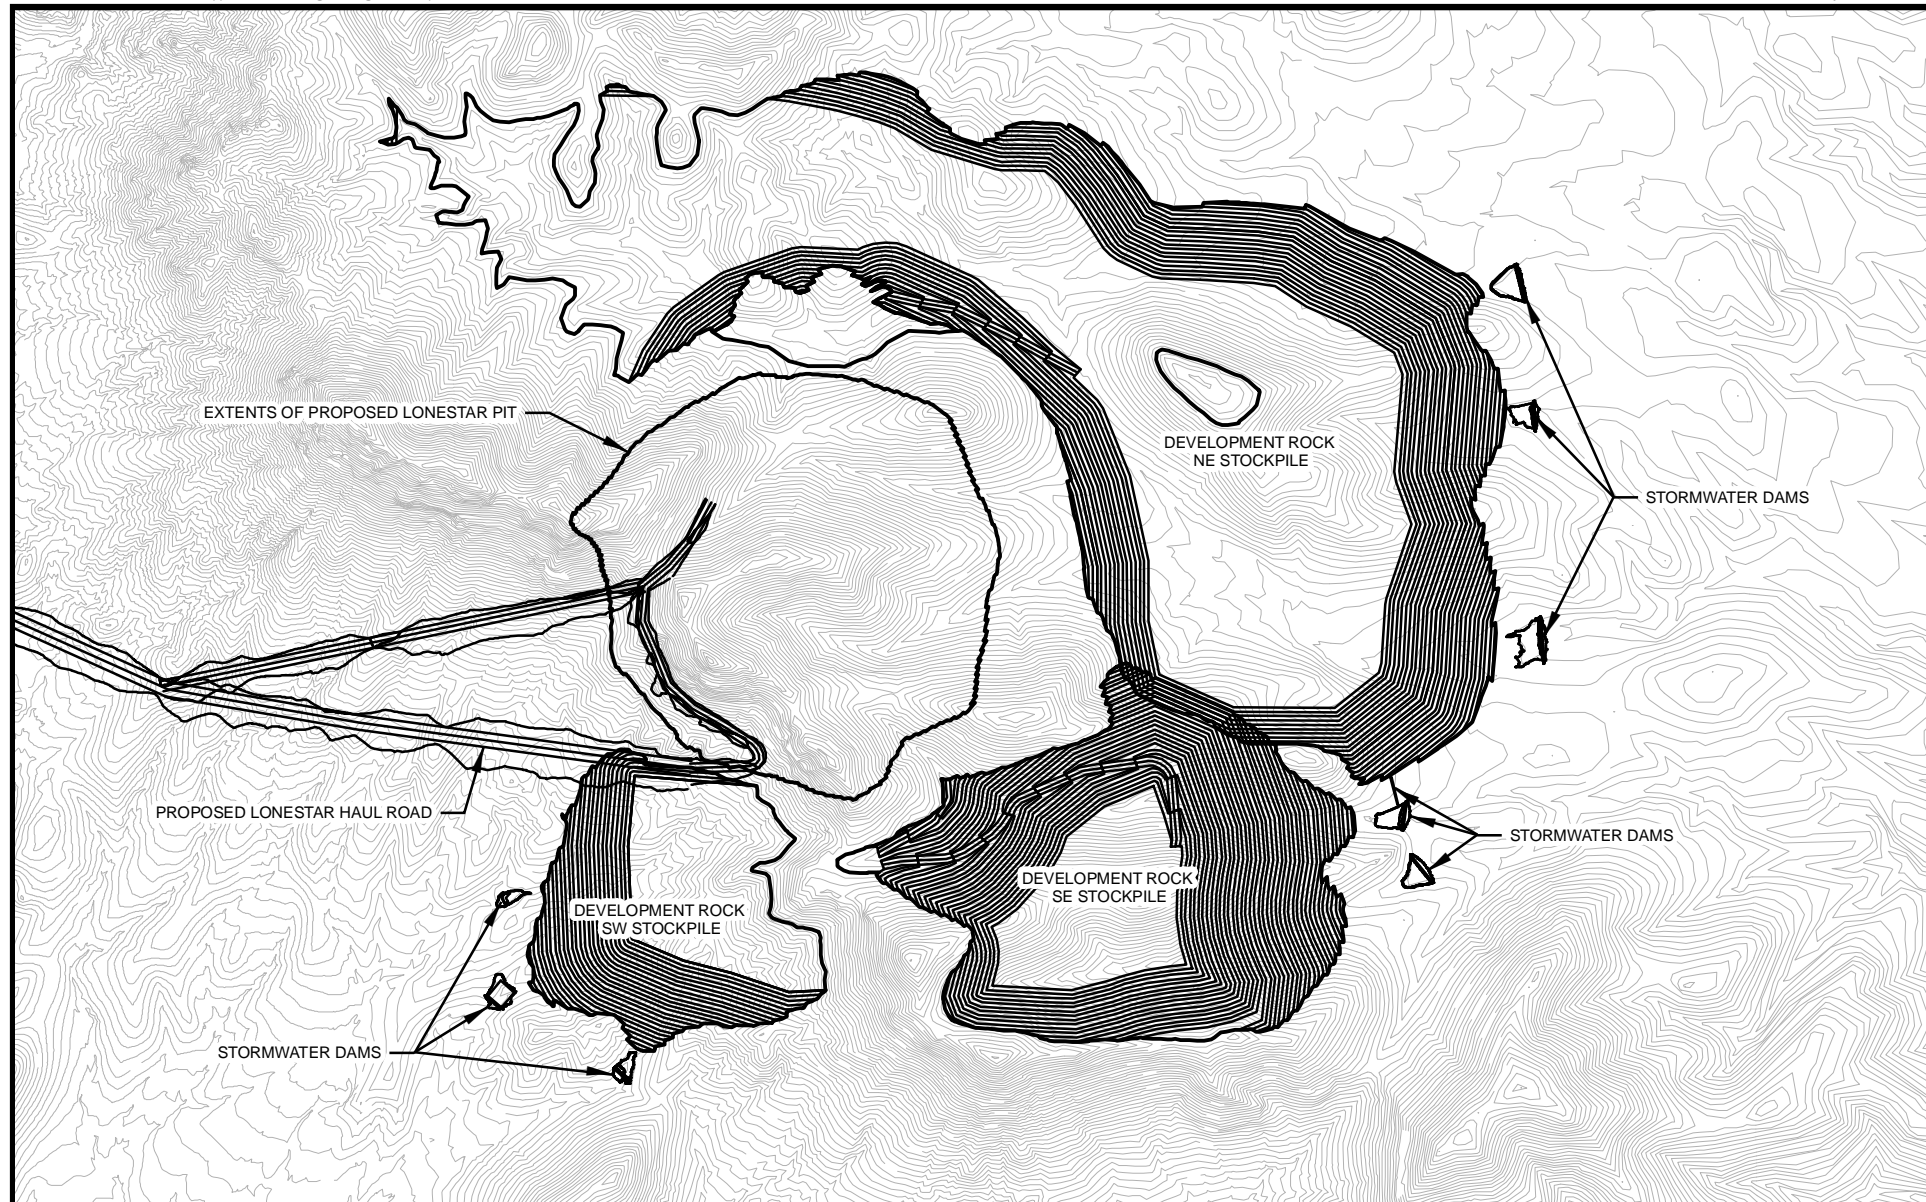 EXTENTS OF PROPOSED LONESTAR PIT
DEVELOPMENT ROCK
NE STOCKPILE
STORMWATER DAMS
PROPOSED LONESTAR HAUL ROAD
STORMWATER DAMS
DEVELOPMENT ROCK
SE STOCKPILE
DEVELOPMENT ROCK
SW STOCKPILE
STORMWATER DAMS